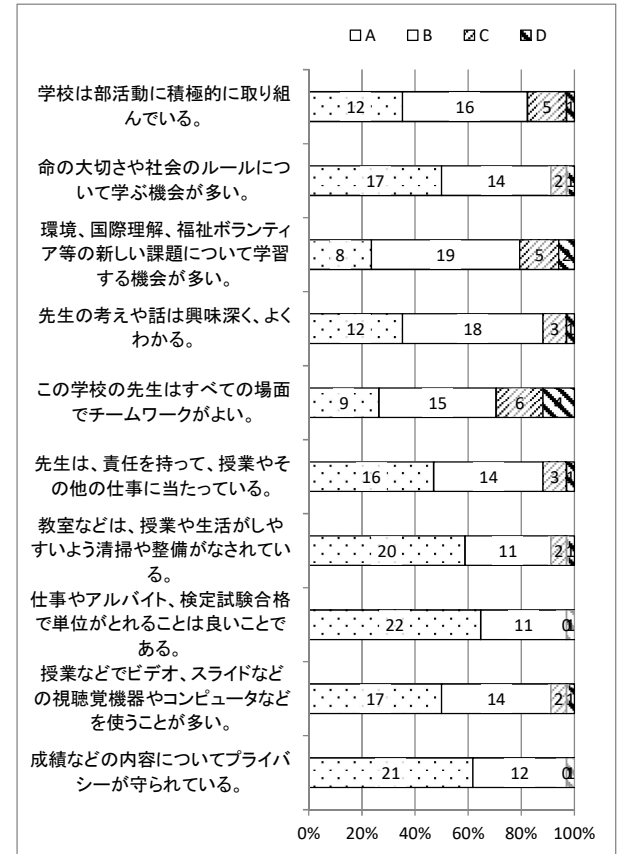 A B C D
学校は部活動に積極的に取り組
んでいる。
12 16 5 1
命の大切さや社会のルールにつ
いて学ぶ機会が多い。
17 14 2 1
環境、国際理解、福祉ボランティ
ア等の新しい課題について学習
する機会が多い。
8 19 5 2
先生の考えや話は興味深く、よく
わかる。
12 18 3 1
この学校の先生はすべての場面
でチームワークがよい。
9 15 6 4
先生は、責任を持って、授業やそ
の他の仕事に当たっている。
16 14 3 1
教室などは、授業や生活がしや
すいよう清掃や整備がなされてい
る。
20 11 2 1
仕事やアルバイト、検定試験合格
で単位がとれることは良いことで
ある。
22 11 0 1
授業などでビデオ、スライドなど
の視聴覚機器やコンピュータなど
を使うことが多い。
17 14 2 1
成績などの内容についてプライバ
シーが守られている。
21 12 0 1
0% 20% 40% 60% 80% 100%